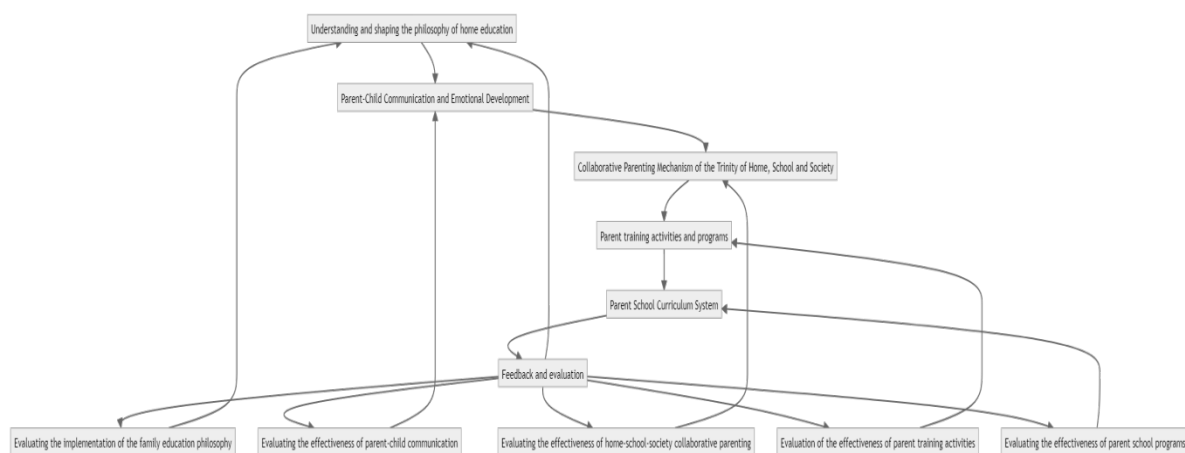 Understanding and shaping the philosophy of home education
Parent-Child Communication and Emotional Development
Collaborative Parenting Mechanism of the Trinity of Home, School and Society
Parent training activities and programs
Parent School Curriculum System
Feedback and evaluation
Evaluating the implementation of the family education philosophy
Evaluating the effectiveness of parent-child communication
Evaluating the effectiveness of home-school-society collaborative parenting
Evaluation of the effectiveness of parent training activities
Evaluating the effectiveness of parent school programs